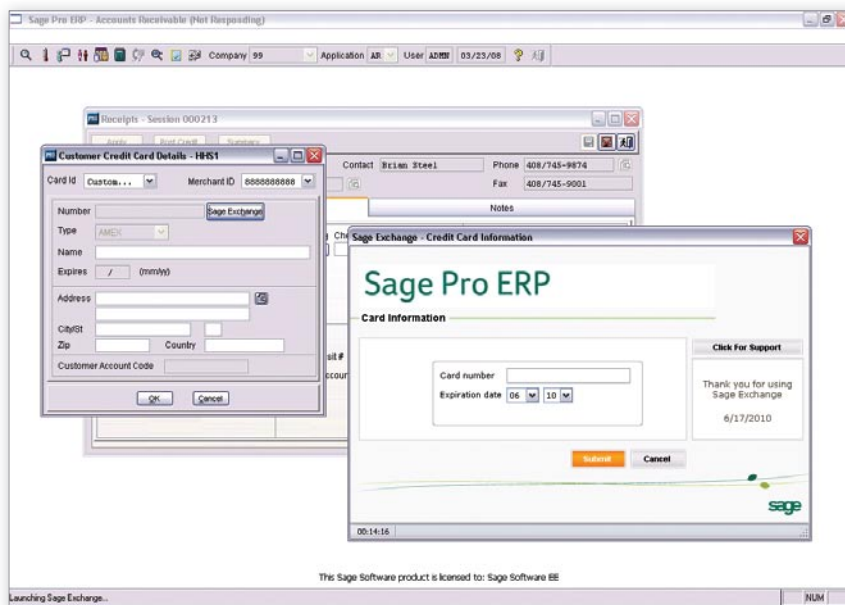 Sage Pro ERP - Accounts Receivable (Not Responding)
Company 99 Application AR User ADMN 03/23/08
Receipts - Session 000213
Apply Post Credit Summary
Customer Credit Card Details - HHS1
Contact Brian Steel Phone 408/745-9874
Fax 408/745-9001
Notes
Card Id Custom... Merchant ID 8888888888
Number Sage Exchange
Type AMEX
Name
Expires / (mm/yy)
Address
City/St
Zip Country
Customer Account Code
OK Cancel
Sage Exchange - Credit Card Information
Sage Pro ERP
Card Information
Card number
Expiration date 06 10
Submit Cancel
Click For Support
Thank you for using
Sage Exchange
6/17/2010
sage
00:14:16
This Sage Software product is licensed to: Sage Software EE
Launching Sage Exchange... NUM